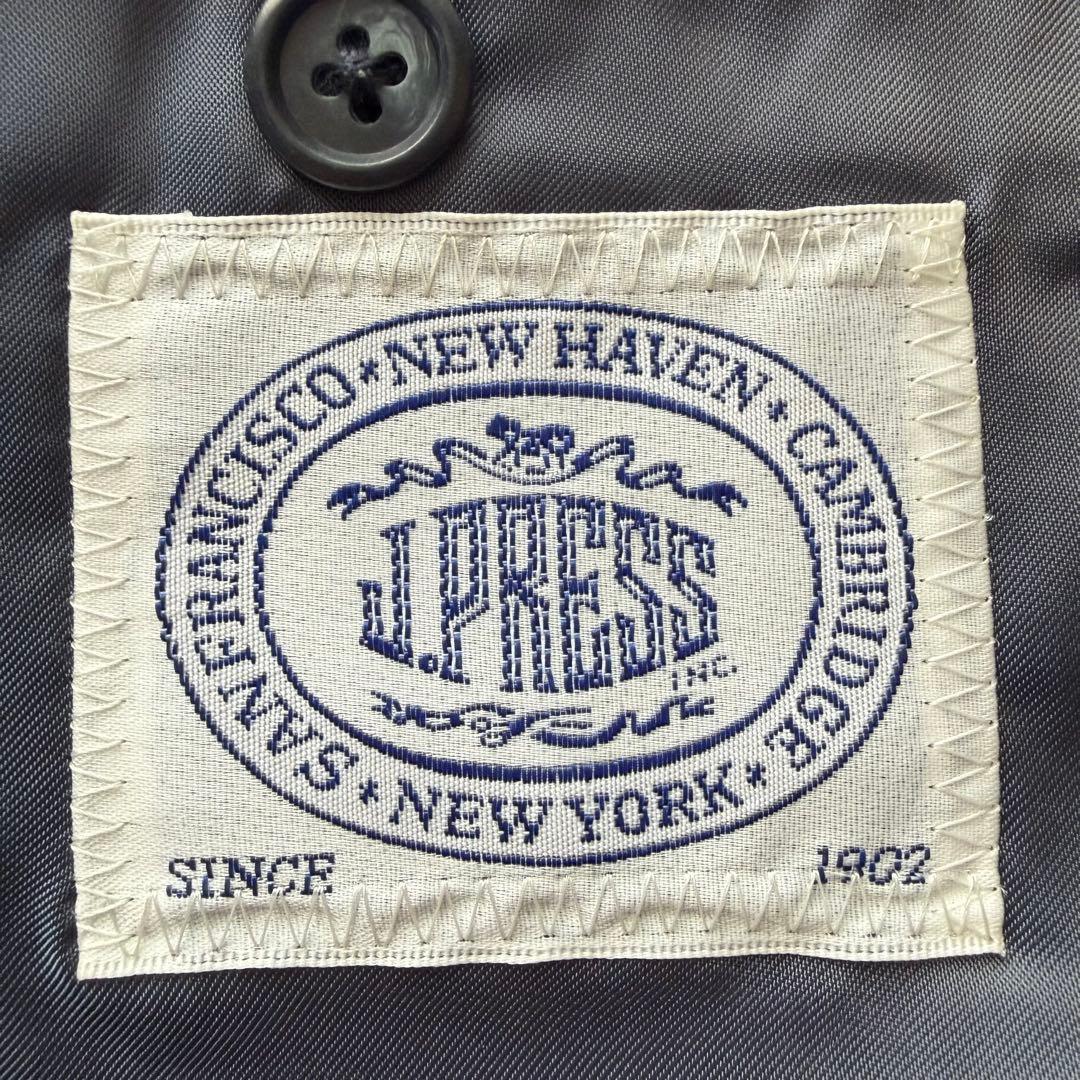 SAN FRANCISCO * NEW HAVEN * CAMBRIDGE * NEW YORK *
J.PRESS
INC.
SINCE 1902